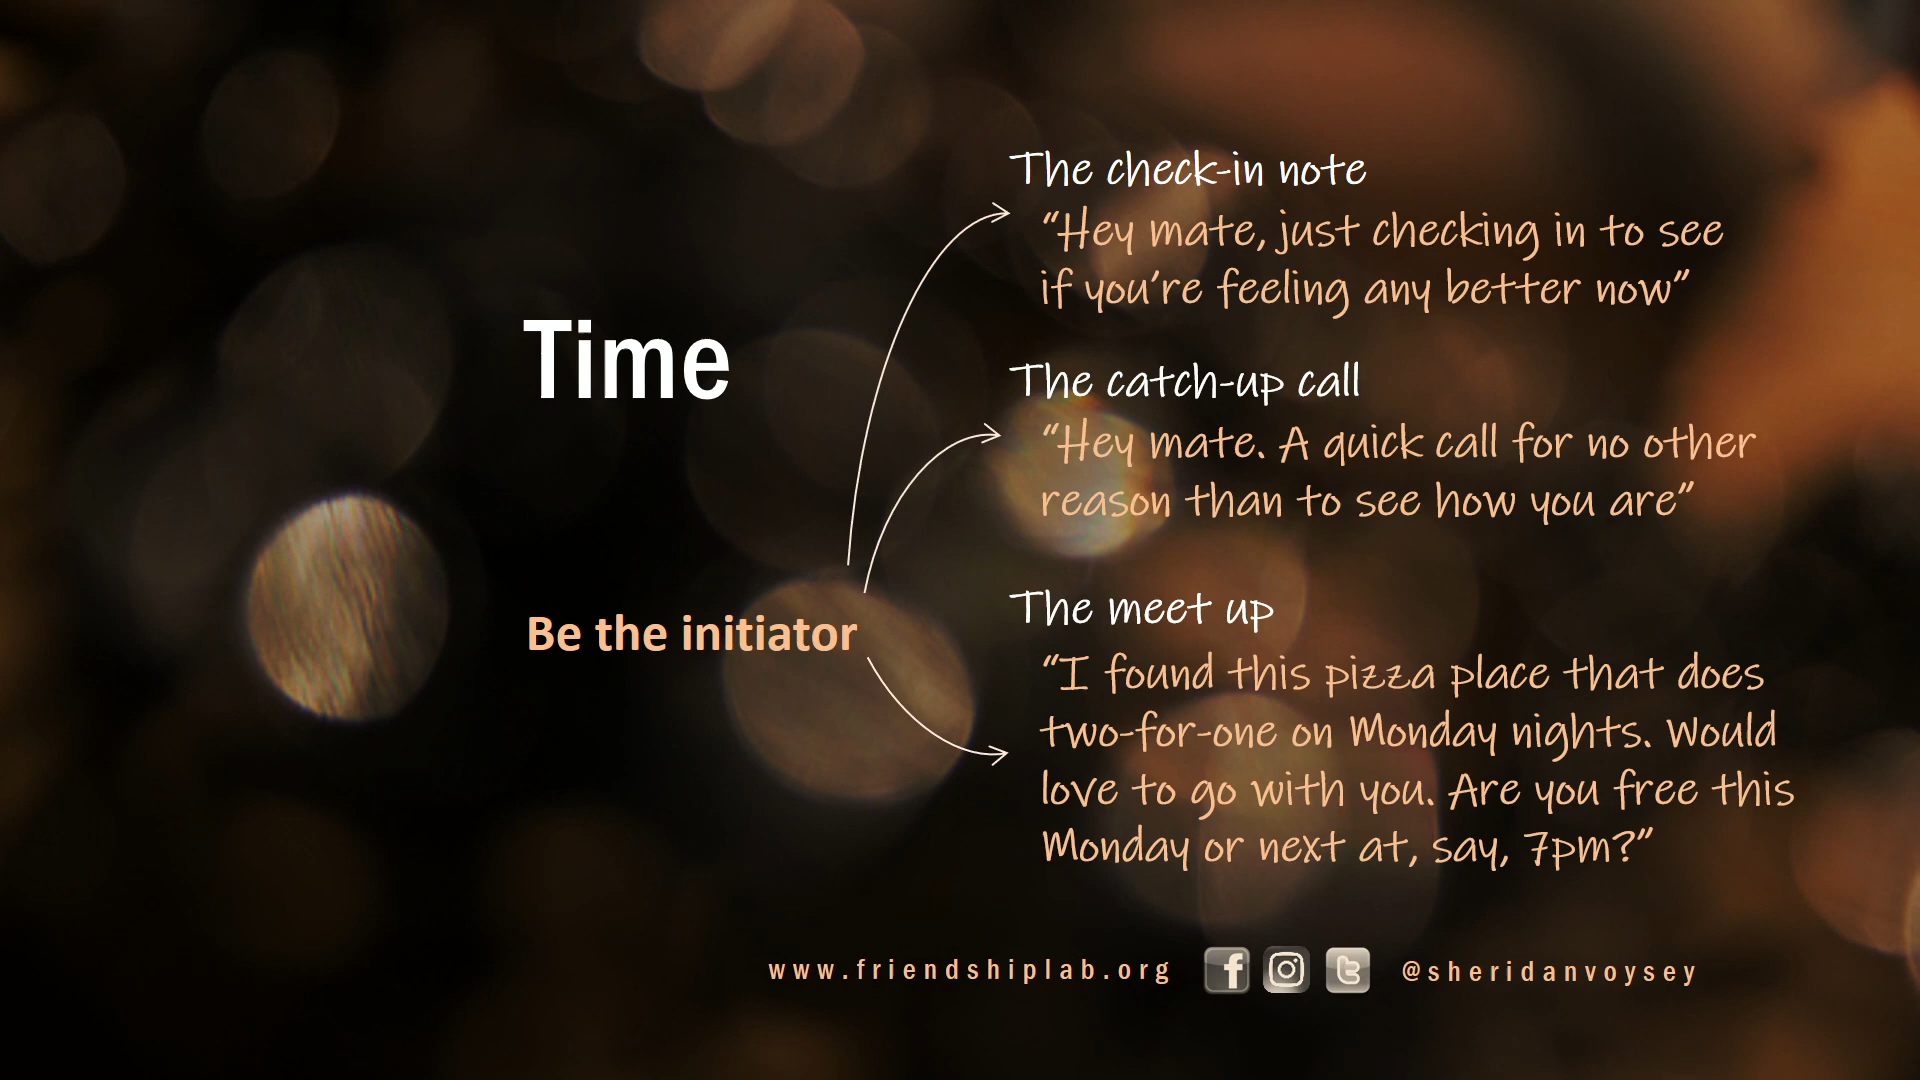 Time
Be the initiator
The check-in note
“Hey mate, just checking in to see
if you’re feeling any better now”
The catch-up call
“Hey mate. A quick call for no other
reason than to see how you are”
The meet up
“I found this pizza place that does
two-for-one on Monday nights. Would
love to go with you. Are you free this
Monday or next at, say, 7pm?”
www.friendshiplab.org
@sheridanvoysey